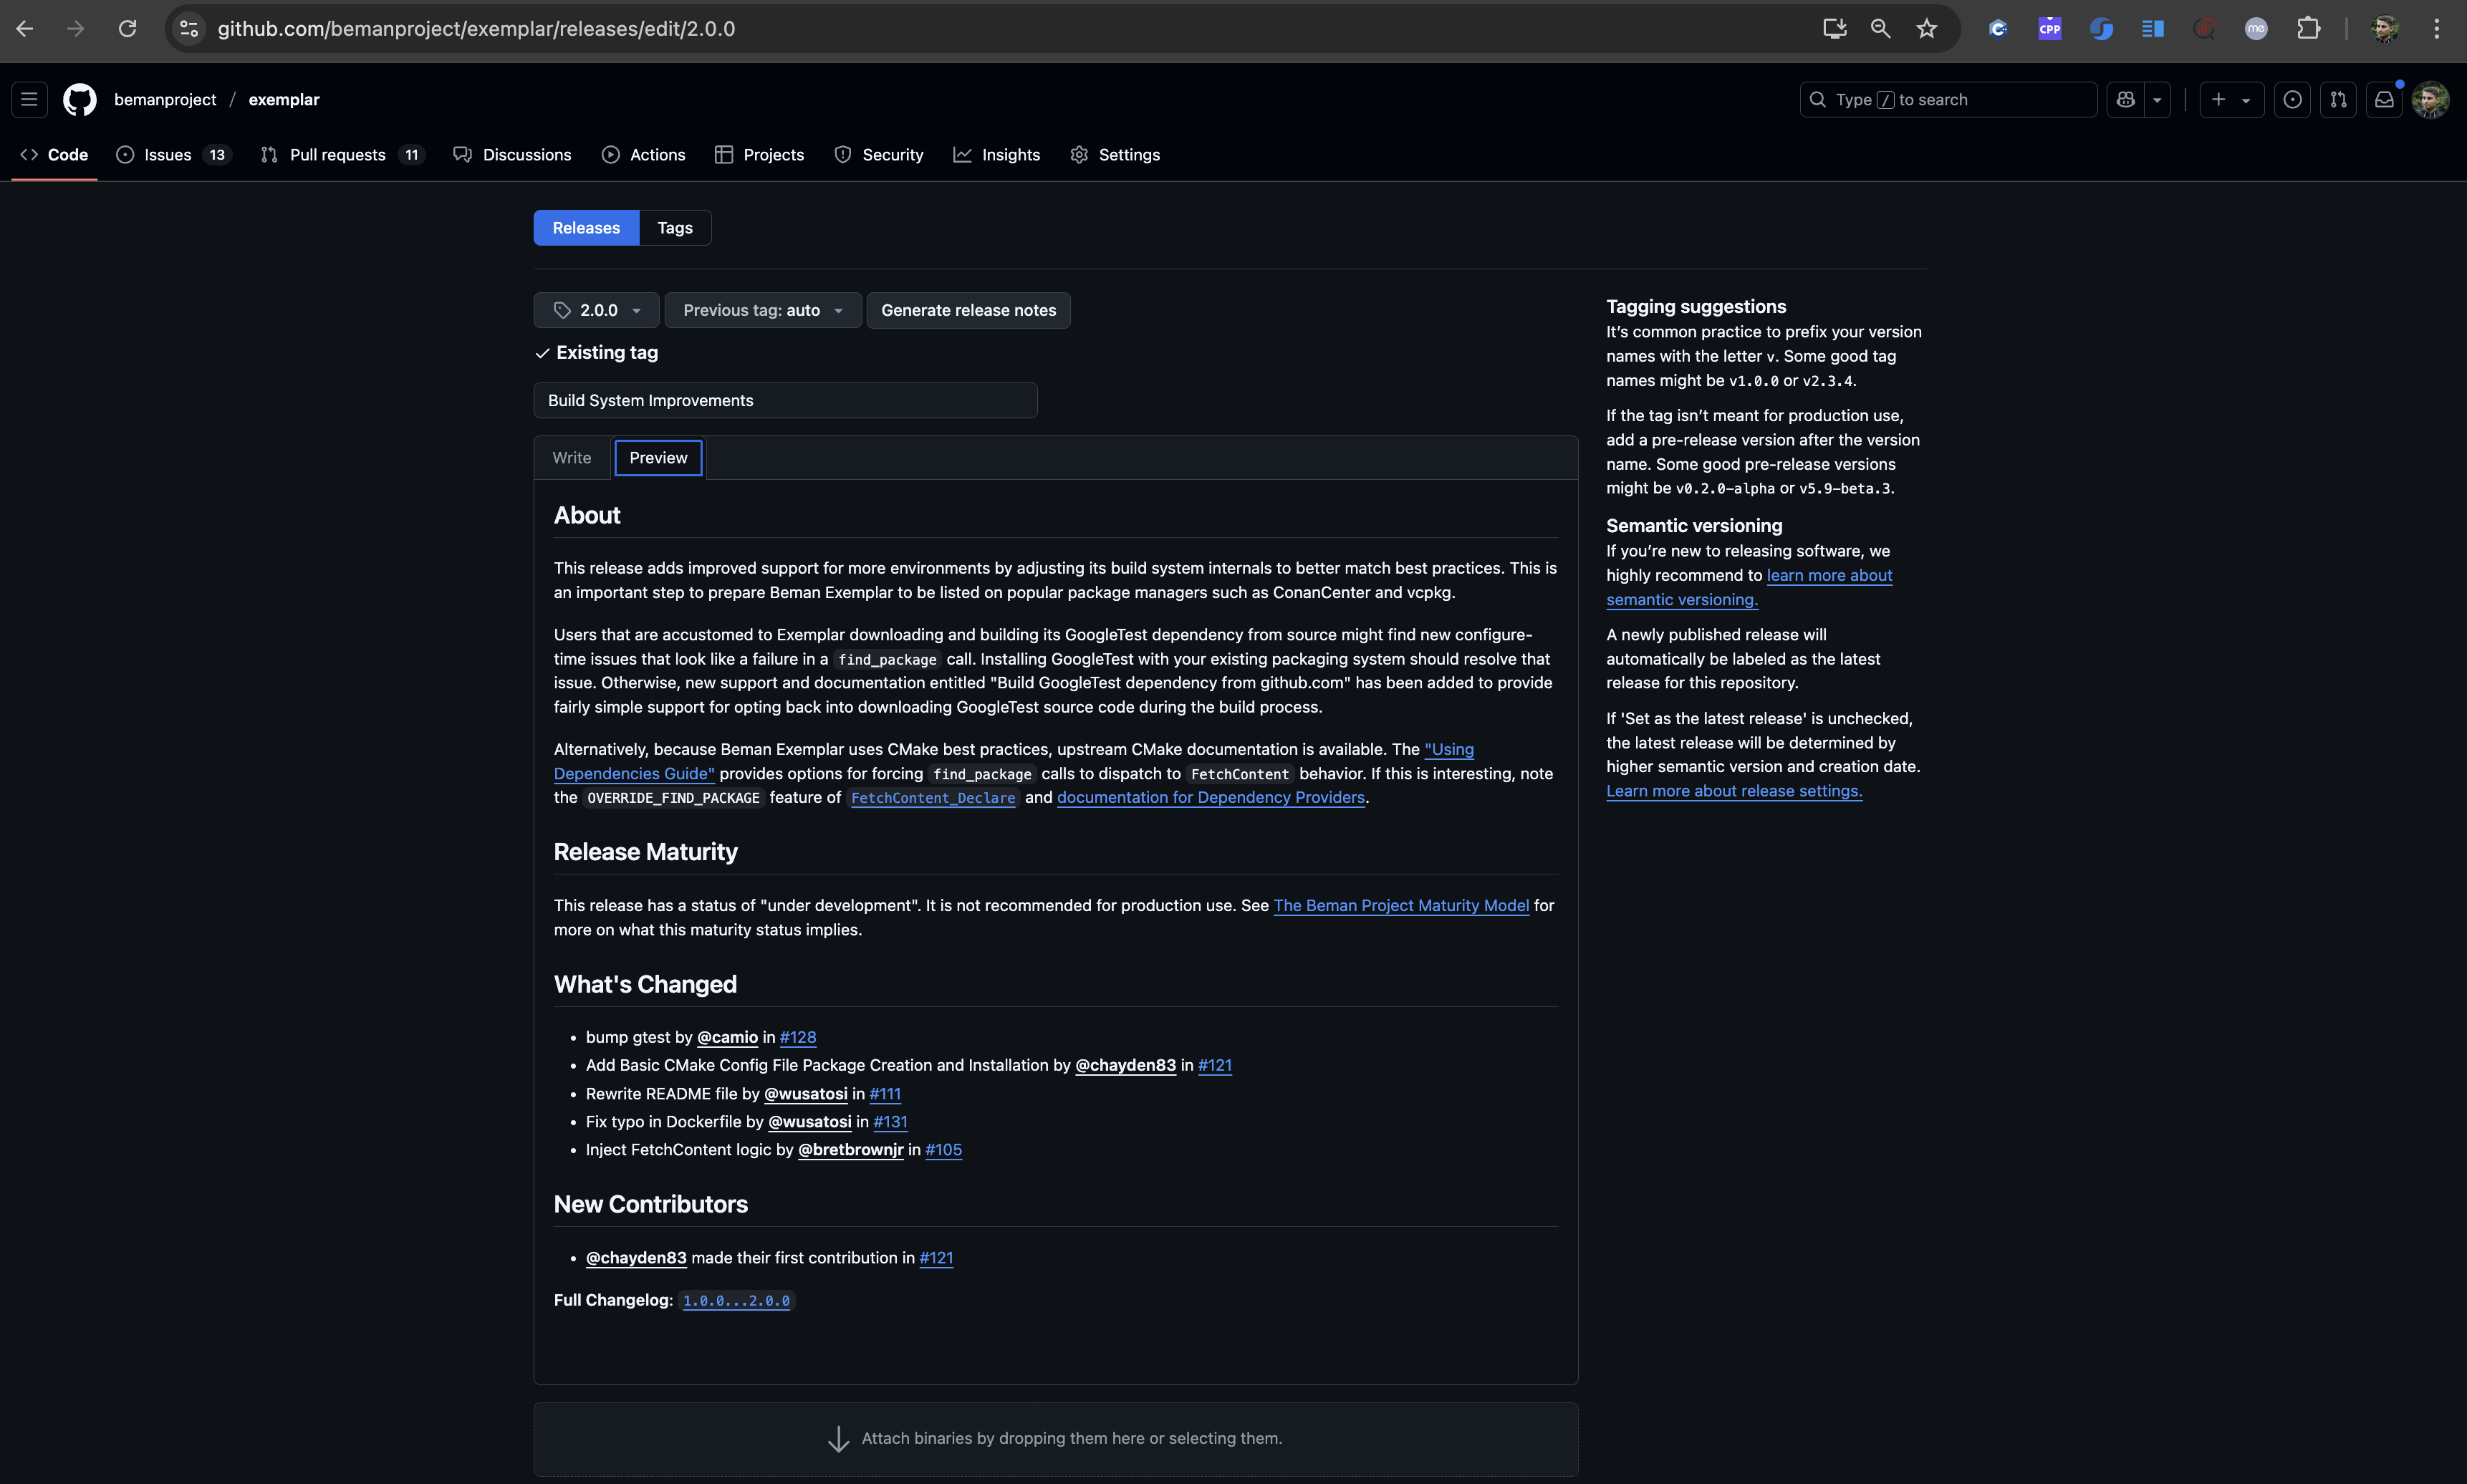 github.com/bemanproject/exemplar/releases/edit/2.0.0
CPP
me
bemanproject / exemplar
Type / to search
Code
Issues 13
Pull requests 11
Discussions
Actions
Projects
Security
Insights
Settings
Releases
Tags
2.0.0
Previous tag: auto
Generate release notes
Existing tag
Build System Improvements
Write
Preview
About
This release adds improved support for more environments by adjusting its build system internals to better match best practices. This is
an important step to prepare Beman Exemplar to be listed on popular package managers such as ConanCenter and vcpkg.
Users that are accustomed to Exemplar downloading and building its GoogleTest dependency from source might find new configure-
time issues that look like a failure in a find_package call. Installing GoogleTest with your existing packaging system should resolve that
issue. Otherwise, new support and documentation entitled "Build GoogleTest dependency from github.com" has been added to provide
fairly simple support for opting back into downloading GoogleTest source code during the build process.
Alternatively, because Beman Exemplar uses CMake best practices, upstream CMake documentation is available. The "Using
Dependencies Guide" provides options for forcing find_package calls to dispatch to FetchContent behavior. If this is interesting, note
the OVERRIDE_FIND_PACKAGE feature of FetchContent_Declare and documentation for Dependency Providers.
Release Maturity
This release has a status of "under development". It is not recommended for production use. See The Beman Project Maturity Model for
more on what this maturity status implies.
What's Changed
• bump gtest by @camio in #128
• Add Basic CMake Config File Package Creation and Installation by @chayden83 in #121
• Rewrite README file by @wusatosi in #111
• Fix typo in Dockerfile by @wusatosi in #131
• Inject FetchContent logic by @bretbrownjr in #105
New Contributors
• @chayden83 made their first contribution in #121
Full Changelog: 1.0.0...2.0.0
Attach binaries by dropping them here or selecting them.
Tagging suggestions
It’s common practice to prefix your version
names with the letter v. Some good tag
names might be v1.0.0 or v2.3.4.
If the tag isn’t meant for production use,
add a pre-release version after the version
name. Some good pre-release versions
might be v0.2.0-alpha or v5.9-beta.3.
Semantic versioning
If you’re new to releasing software, we
highly recommend to learn more about
semantic versioning.
A newly published release will
automatically be labeled as the latest
release for this repository.
If 'Set as the latest release' is unchecked,
the latest release will be determined by
higher semantic version and creation date.
Learn more about release settings.